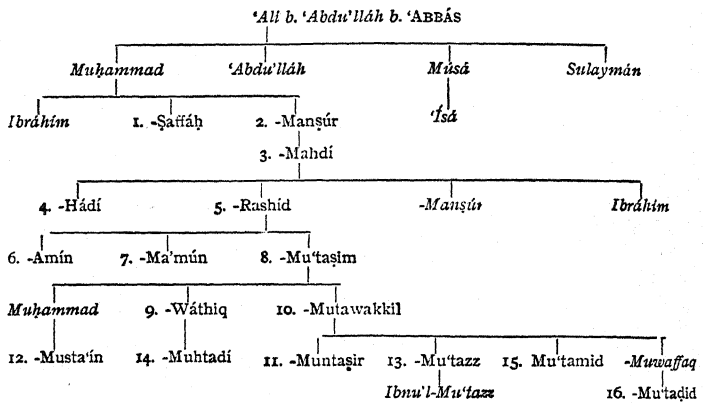 ‘Alí b. ‘Abdu’lláh b. ‘ABBÁS
Muḥammad ‘Abdu’lláh Músá Sulaymán
Ibráhím 1. -Ṣaffáḥ 2. -Manṣúr ‘Ísá
3. -Mahdí
4. -Hádí 5. -Rashíd -Manṣúr Ibráhím
6. -Amín 7. -Ma’mún 8. -Mu‘taṣim
Muḥammad 9. -Wáthiq 10. -Mutawakkil
12. -Musta‘ín 14. -Muhtadí 11. -Muntaṣir 13. -Mu‘tazz 15. Mu‘tamid -Muwaffaq
Ibnu’l-Mu‘tazz 16. -Mu‘taḍid